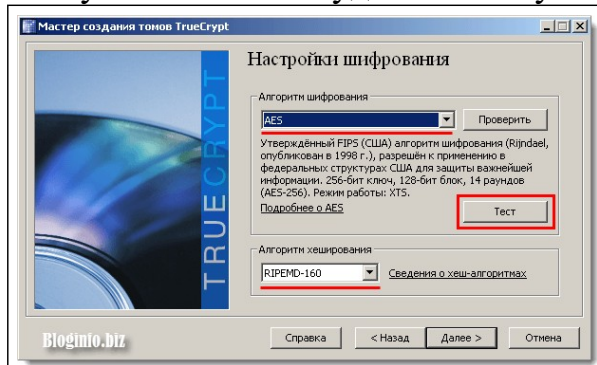 Мастер создания томов TrueCrypt
Настройки шифрования
Алгоритм шифрования
AES
Проверить
Утверждённый FIPS (США) алгоритм шифрования (Rijndael,
опубликован в 1998 г.), разрешён к применению в
федеральных структурах США для защиты важнейшей
информации. 256-бит ключ, 128-бит блок, 14 раундов
(AES-256). Режим работы: XTS.
Подробнее о AES
Тест
Алгоритм хеширования
RIPEMD-160
Сведения о хеш-алгоритмах
TRUECRYPT
Bloginfo.biz
Справка
< Назад
Далее >
Отмена